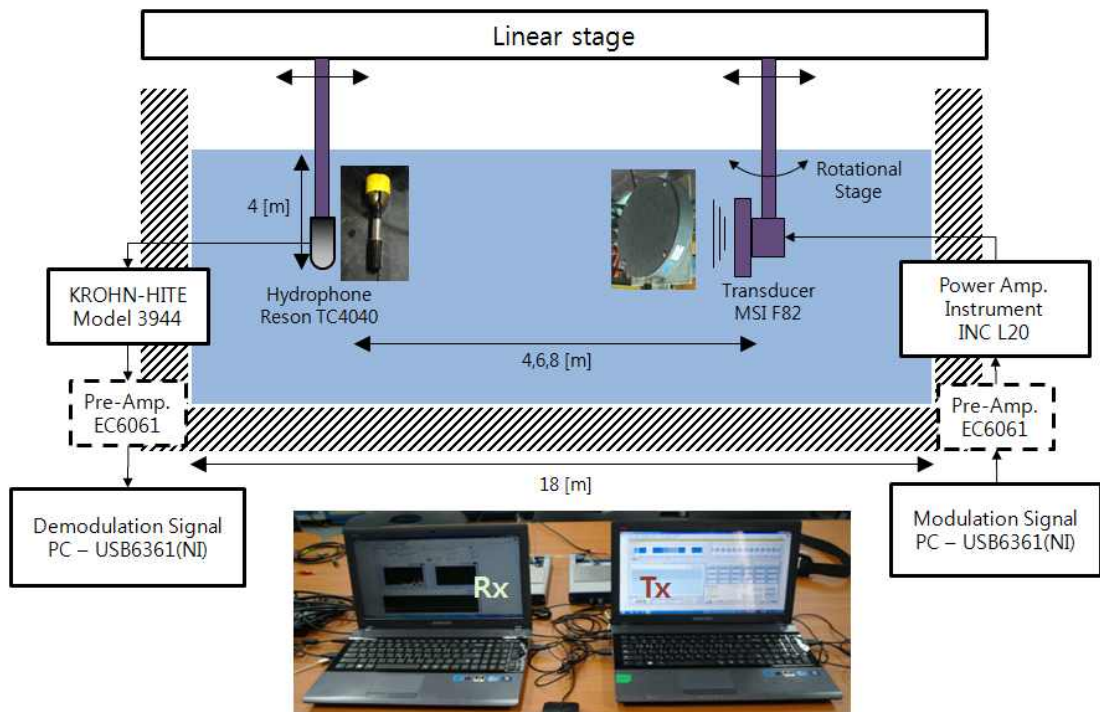 Linear stage
4 [m]
Rotational
Stage
Hydrophone
Reson TC4040
Transducer
MSI F82
KROHN-HITE
Model 3944
Power Amp.
Instrument
INC L20
4,6,8 [m]
Pre-Amp.
EC6061
Pre-Amp.
EC6061
18 [m]
Demodulation Signal
PC – USB6361(NI)
Modulation Signal
PC – USB6361(NI)
Rx
Tx